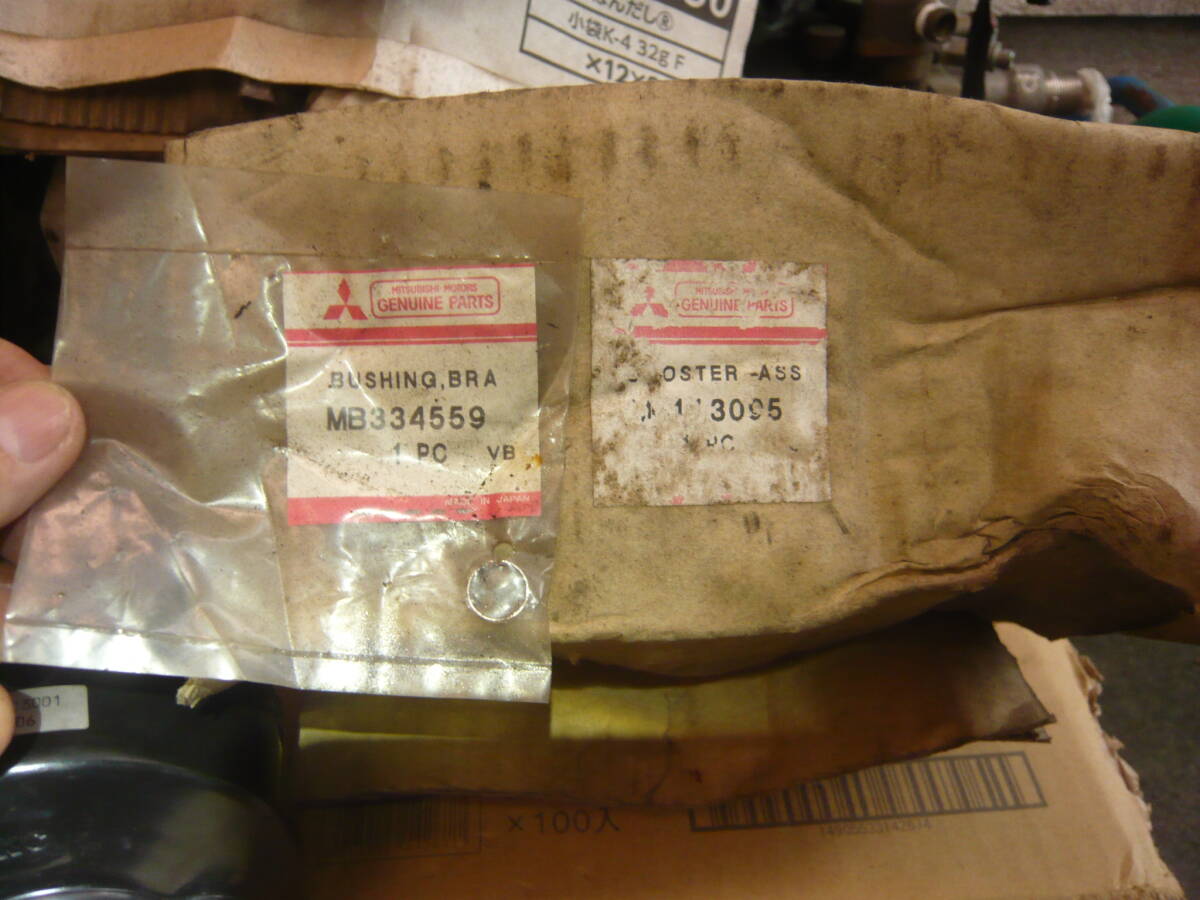 小袋K-4 32g F
MITSUBISHI MOTORS
GENUINE PARTS
BUSHING,BRA
MB334559
1 PC VB
MADE IN JAPAN
MITSUBISHI
GENUINE PARTS
OSTER -ASS
3095
×100入